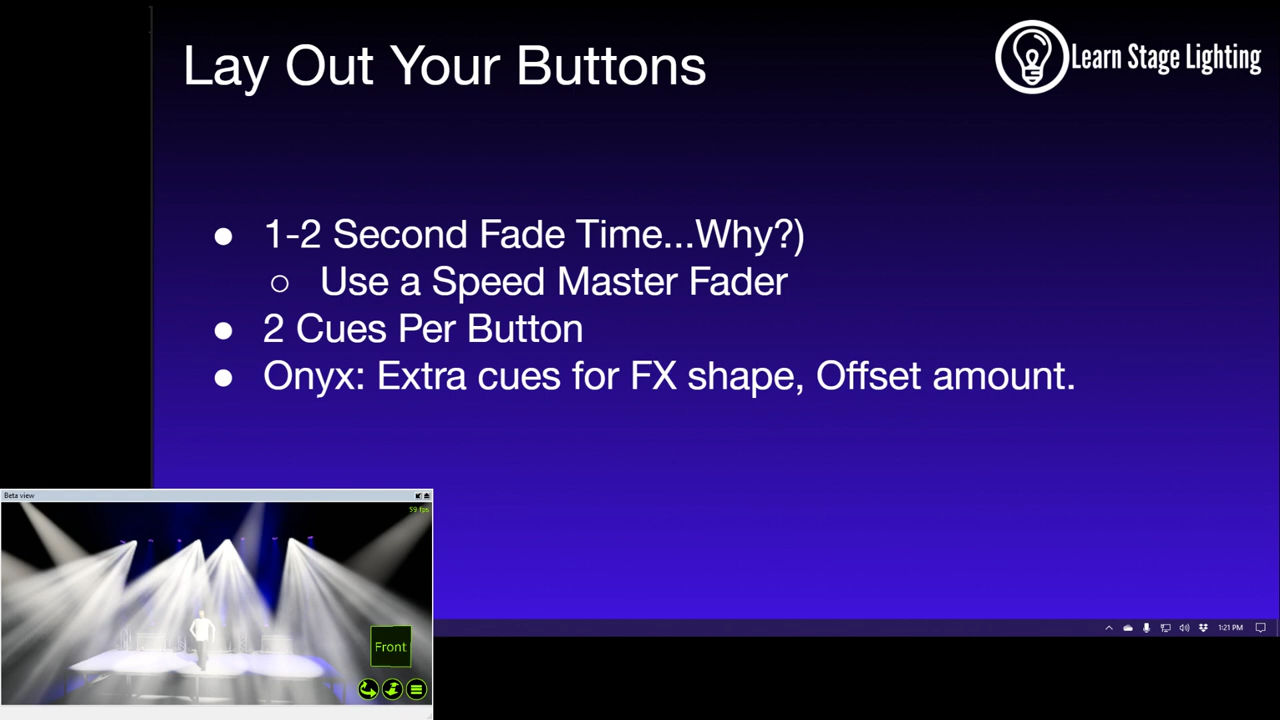 Lay Out Your Buttons
Learn Stage Lighting
● 1-2 Second Fade Time...Why?)
○ Use a Speed Master Fader
● 2 Cues Per Button
● Onyx: Extra cues for FX shape, Offset amount.
Beta view
59 fps
Front
1:21 PM